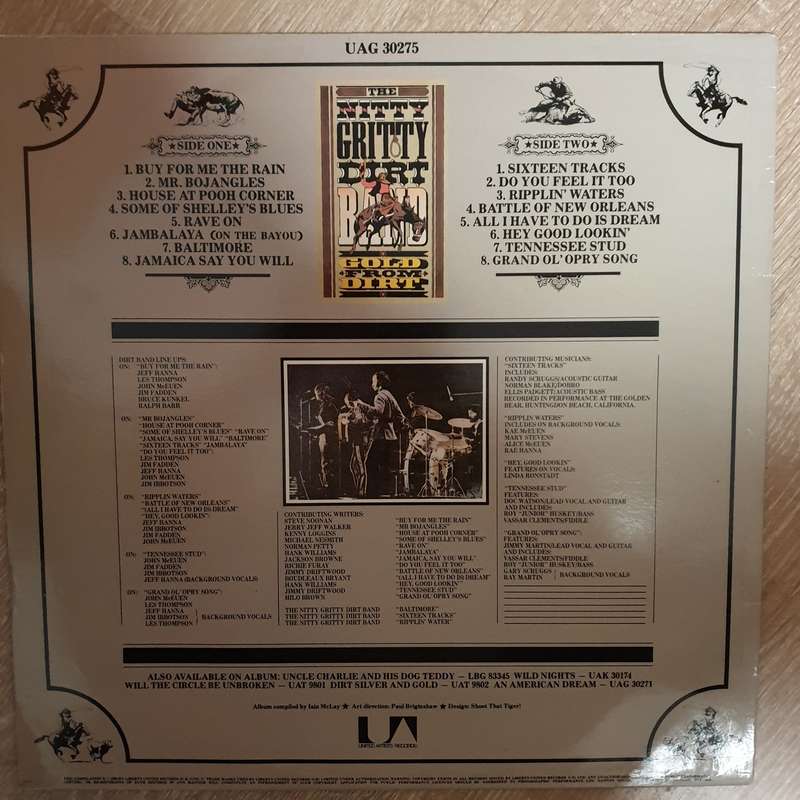 UAG 30275
SIDE ONE
1. BUY FOR ME THE RAIN
2. MR. BOJANGLES
3. HOUSE AT POOH CORNER
4. SOME OF SHELLEY'S BLUES
5. RAVE ON
6. JAMBALAYA (ON THE BAYOU)
7. BALTIMORE
8. JAMAICA SAY YOU WILL
THE
NITTY
GRITTY
DIRT
BAND
GOLD
FROM
DIRT
SIDE TWO
1. SIXTEEN TRACKS
2. DO YOU FEEL IT TOO
3. RIPPLIN' WATERS
4. BATTLE OF NEW ORLEANS
5. ALL I HAVE TO DO IS DREAM
6. HEY GOOD LOOKIN'
7. TENNESSEE STUD
8. GRAND OL' OPRY SONG
DIRT BAND LINE UPS:
ON: "BUY FOR ME THE RAIN":
JEFF HANNA
LES THOMPSON
JOHN McEUEN
JIM FADDEN
BRUCE KUNKEL
RALPH BARR
ON: "MR BOJANGLES"
"HOUSE AT POOH CORNER"
"SOME OF SHELLEY'S BLUES" "RAVE ON"
"JAMAICA, SAY YOU WILL" "BALTIMORE"
"SIXTEEN TRACKS" "JAMBALAYA"
"DO YOU FEEL IT TOO":
LES THOMPSON
JIM FADDEN
JEFF HANNA
JOHN McEUEN
JIM IBBOTSON
ON: "RIPPLIN' WATERS"
"BATTLE OF NEW ORLEANS"
"(ALL I HAVE TO DO IS) DREAM"
"HEY, GOOD LOOKIN'":
JEFF HANNA
JIM IBBOTSON
JIM FADDEN
JOHN McEUEN
ON: "TENNESSEE STUD":
JOHN McEUEN
JIM FADDEN
JIM IBBOTSON
JEFF HANNA (BACKGROUND VOCALS)
ON: "GRAND OL' OPRY SONG"
JOHN McEUEN
LES THOMPSON
JEFF HANNA
JIM IBBOTSON BACKGROUND VOCALS
LES THOMPSON
CONTRIBUTING WRITERS:
STEVE NOONAN "BUY FOR ME THE RAIN"
JERRY JEFF WALKER "MR BOJANGLES"
KENNY LOGGINS "HOUSE AT POOH CORNER"
MICHAEL NESMITH "SOME OF SHELLEY'S BLUES"
NORMAN PETTY "RAVE ON"
HANK WILLIAMS "JAMBALAYA"
JACKSON BROWNE "JAMAICA, SAY YOU WILL"
RICHIE FURAY "DO YOU FEEL IT TOO"
JIMMY DRIFTWOOD "BATTLE OF NEW ORLEANS"
BOUDLEAUX BRYANT "(ALL I HAVE TO DO IS) DREAM"
HANK WILLIAMS "HEY, GOOD LOOKIN'"
JIMMY DRIFTWOOD "TENNESSEE STUD"
HILO BROWN "GRAND OL' OPRY SONG"
THE NITTY GRITTY DIRT BAND "BALTIMORE"
THE NITTY GRITTY DIRT BAND "SIXTEEN TRACKS"
THE NITTY GRITTY DIRT BAND "RIPPLIN' WATER"
CONTRIBUTING MUSICIANS:
"SIXTEEN TRACKS"
INCLUDES:
RANDY SCRUGGS/ACOUSTIC GUITAR
NORMAN BLAKE/DOBRO
ELLIS PADGETT/ACOUSTIC BASS
RECORDED IN PERFORMANCE AT THE GOLDEN
BEAR, HUNTINGDON BEACH, CALIFORNIA.
"RIPPLIN' WATERS"
INCLUDES ON BACKGROUND VOCALS:
KAE McEUEN
MARY STEVENS
ALICE McEUEN
RAE HANNA
"HEY, GOOD LOOKIN'"
FEATURES ON VOCALS:
LINDA RONSTADT
"TENNESSEE STUD"
FEATURES:
DOC WATSON/LEAD VOCAL AND GUITAR
AND INCLUDES:
ROY "JUNIOR" HUSKEY/BASS
VASSAR CLEMENTS/FIDDLE
"GRAND OL' OPRY SONG":
FEATURES:
JIMMY MARTIN/LEAD VOCAL AND GUITAR
AND INCLUDES:
VASSAR CLEMENTS/FIDDLE
ROY "JUNIOR" HUSKEY/BASS
GARY SCRUGGS BACKGROUND VOCALS
RAY MARTIN
ALSO AVAILABLE ON ALBUM: UNCLE CHARLIE AND HIS DOG TEDDY – LBG 83345 WILD NIGHTS – UAK 30174
WILL THE CIRCLE BE UNBROKEN – UAT 9801 DIRT SILVER AND GOLD – UAT 9802 AN AMERICAN DREAM – UAG 30271
Album compiled by Iain McLay ★ Art direction: Paul Brightshaw ★ Design: Shoot That Tiger!
UA
UNITED ARTISTS RECORDS